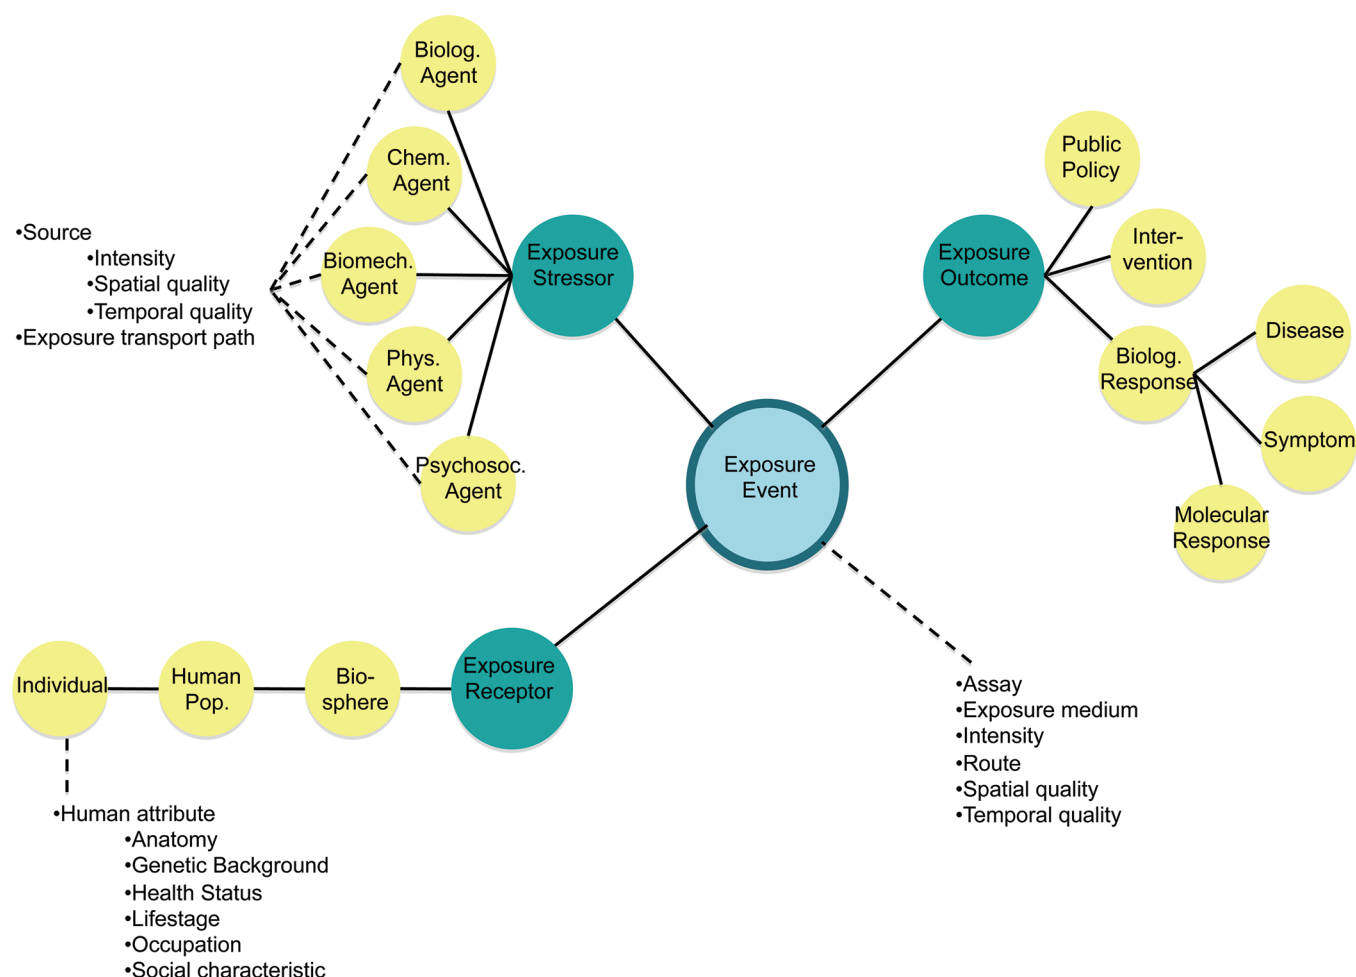 Biolog.
Agent
Chem.
Agent
Biomech.
Agent
Phys.
Agent
Psychosoc.
Agent
•Source
•Intensity
•Spatial quality
•Temporal quality
•Exposure transport path
Exposure
Stressor
Exposure
Outcome
Public
Policy
Inter-
vention
Biolog.
Response
Disease
Symptom
Molecular
Response
Exposure
Event
Exposure
Receptor
Bio-
sphere
Human
Pop.
Individual
•Human attribute
•Anatomy
•Genetic Background
•Health Status
•Lifestage
•Occupation
•Social characteristic
•Assay
•Exposure medium
•Intensity
•Route
•Spatial quality
•Temporal quality